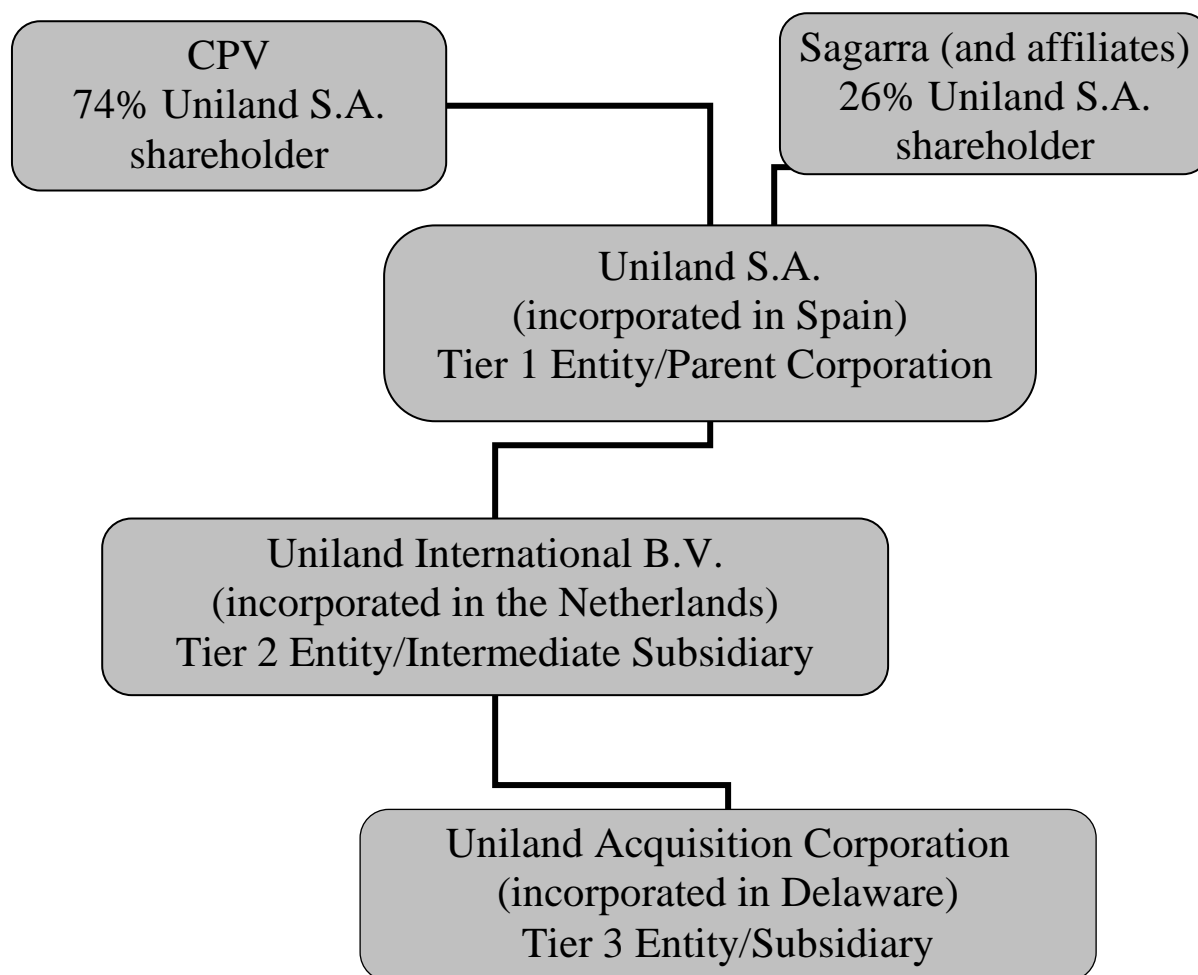 CPV
74% Uniland S.A.
shareholder
Sagarra (and affiliates)
26% Uniland S.A.
shareholder
Uniland S.A.
(incorporated in Spain)
Tier 1 Entity/Parent Corporation
Uniland International B.V.
(incorporated in the Netherlands)
Tier 2 Entity/Intermediate Subsidiary
Uniland Acquisition Corporation
(incorporated in Delaware)
Tier 3 Entity/Subsidiary